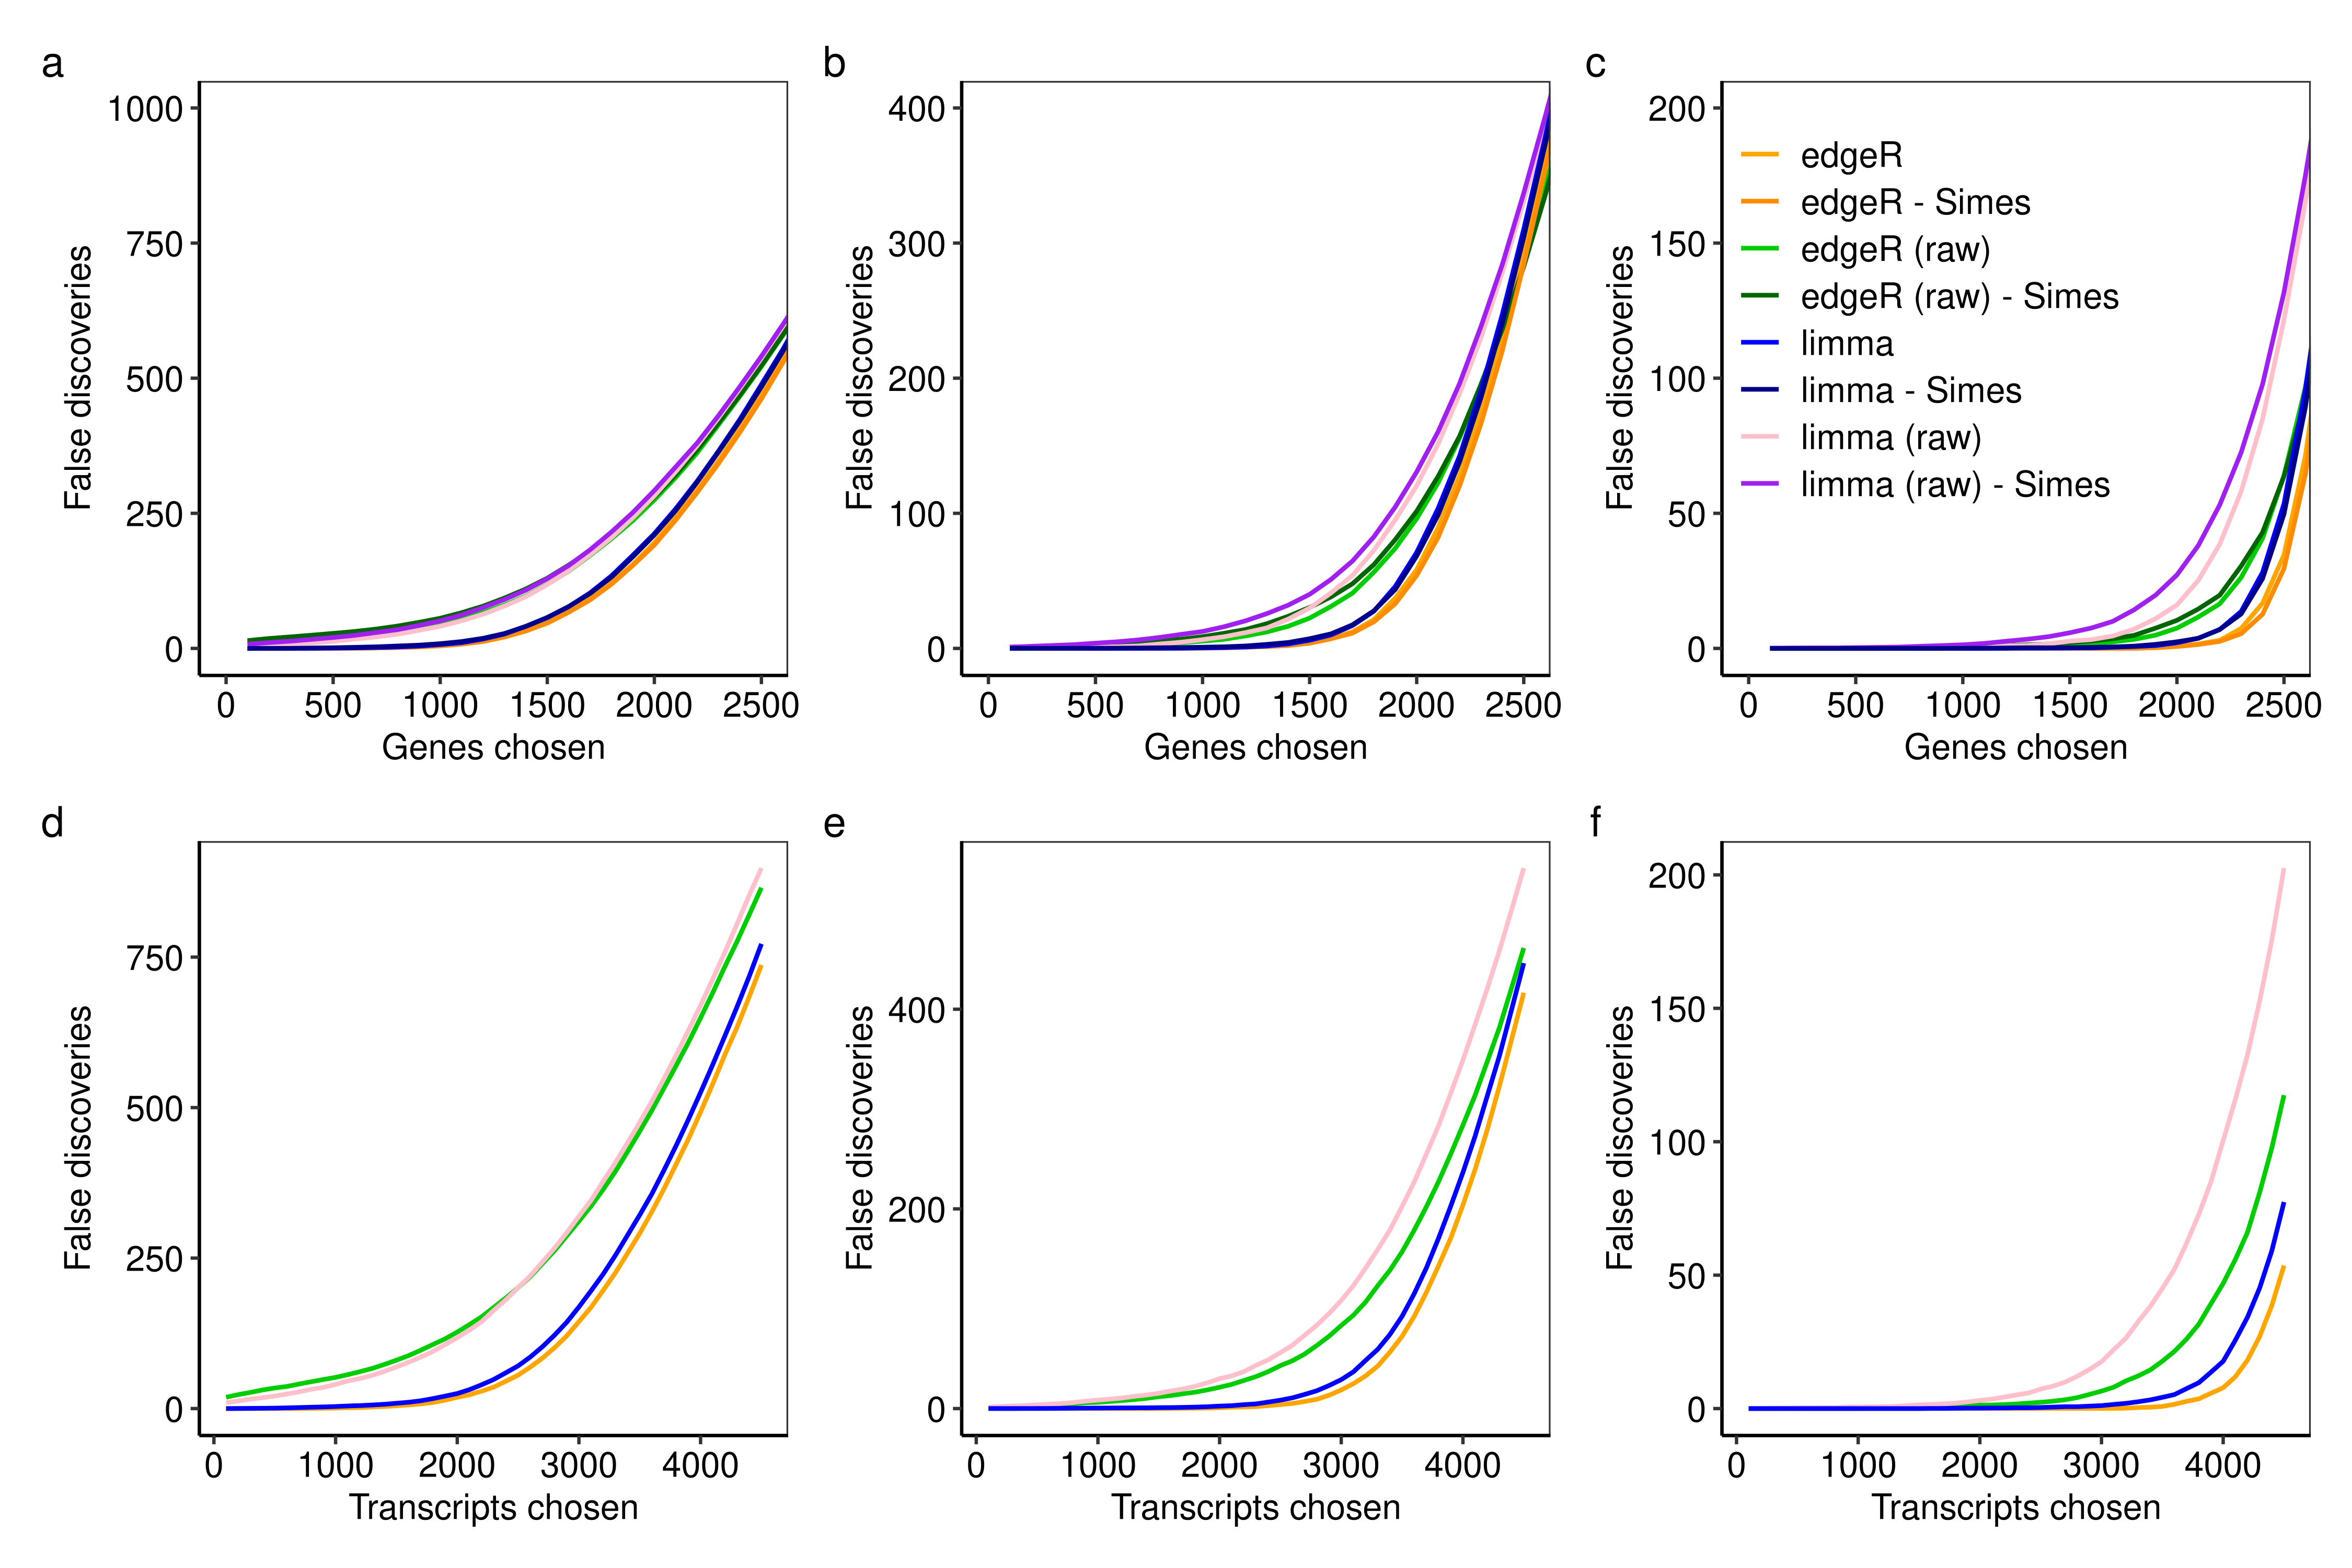 a
1000
750
500
250
0
False discoveries
0 500 1000 1500 2000 2500
Genes chosen
b
400
300
200
100
0
False discoveries
0 500 1000 1500 2000 2500
Genes chosen
c
200
150
100
50
0
False discoveries
edgeR
edgeR - Simes
edgeR (raw)
edgeR (raw) - Simes
limma
limma - Simes
limma (raw)
limma (raw) - Simes
0 500 1000 1500 2000 2500
Genes chosen
d
750
500
250
0
False discoveries
0 1000 2000 3000 4000
Transcripts chosen
e
400
200
0
False discoveries
0 1000 2000 3000 4000
Transcripts chosen
f
200
150
100
50
0
False discoveries
0 1000 2000 3000 4000
Transcripts chosen